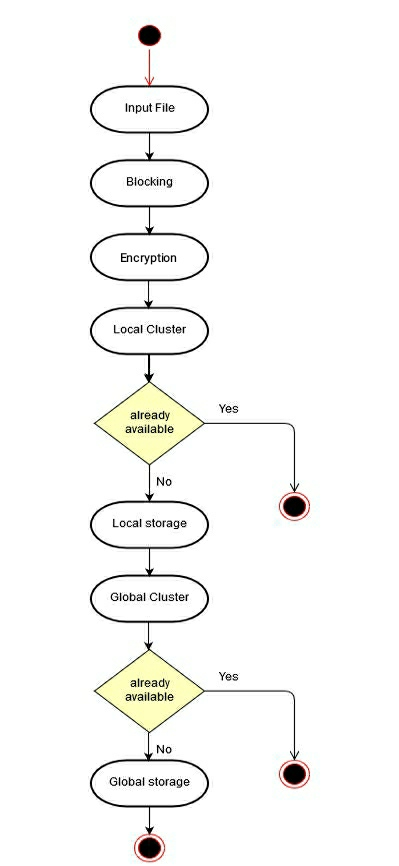 Input File
Blocking
Encryption
Local Cluster
already
available
Yes
No
Local storage
Global Cluster
already
available
Yes
No
Global storage